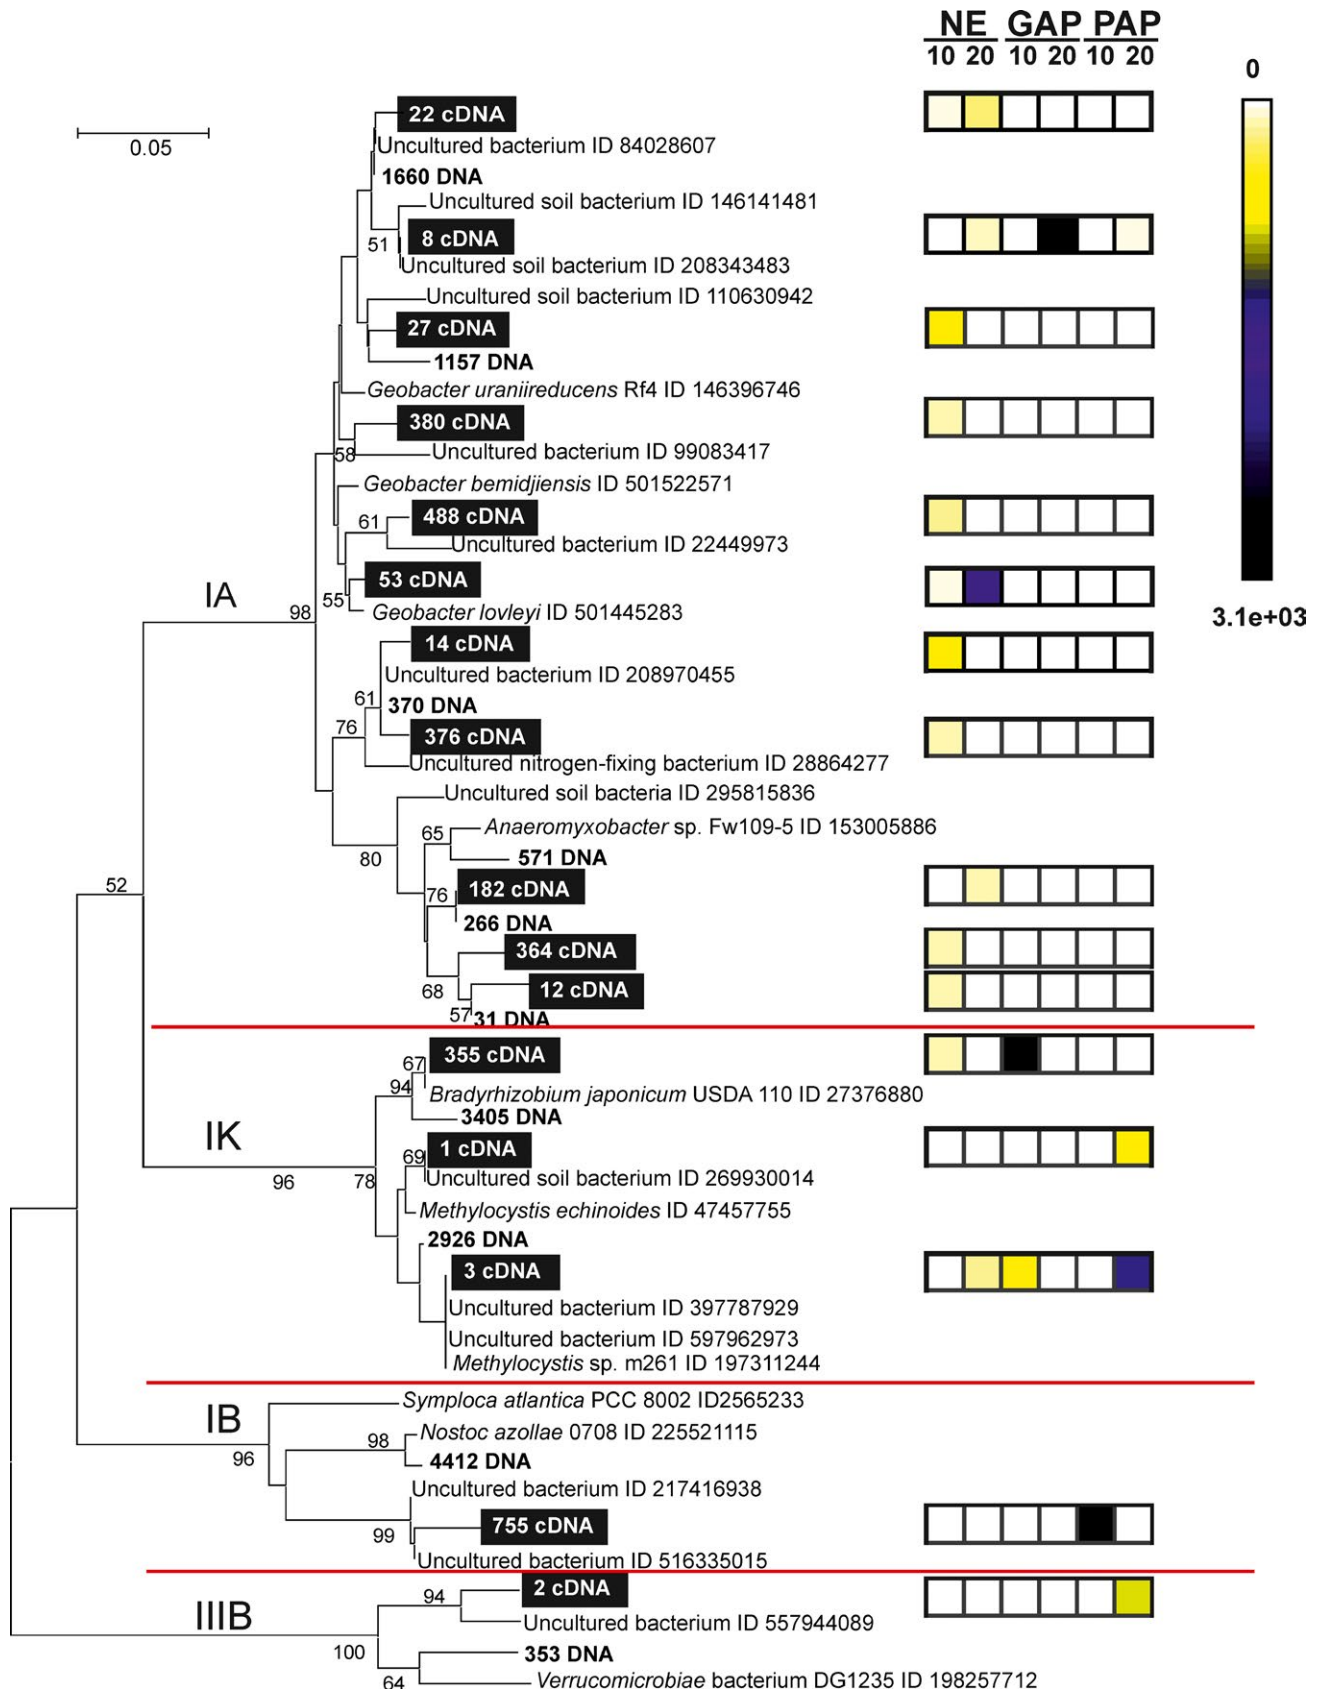 NE GAP PAP
10 20 10 20 10 20
0
22 cDNA
0.05
Uncultured bacterium ID 84028607
1660 DNA
Uncultured soil bacterium ID 146141481
51
8 cDNA
Uncultured soil bacterium ID 208343483
Uncultured soil bacterium ID 110630942
27 cDNA
1157 DNA
Geobacter uraniireducens Rf4 ID 146396746
380 cDNA
58
Uncultured bacterium ID 99083417
Geobacter bemidjiensis ID 501522571
61
488 cDNA
Uncultured bacterium ID 22449973
53 cDNA
IA
98
55
Geobacter lovleyi ID 501445283
3.1e+03
14 cDNA
Uncultured bacterium ID 208970455
61
370 DNA
76
376 cDNA
Uncultured nitrogen-fixing bacterium ID 28864277
Uncultured soil bacteria ID 295815836
65
Anaeromyxobacter sp. Fw109-5 ID 153005886
80
571 DNA
52
76
182 cDNA
266 DNA
364 cDNA
68
12 cDNA
57
31 DNA
67
355 cDNA
94
Bradyrhizobium japonicum USDA 110 ID 27376880
3405 DNA
IK
69
1 cDNA
96
78
Uncultured soil bacterium ID 269930014
Methylocystis echinoides ID 47457755
2926 DNA
3 cDNA
Uncultured bacterium ID 397787929
Uncultured bacterium ID 597962973
Methylocystis sp. m261 ID 197311244
Symploca atlantica PCC 8002 ID2565233
IB
98
Nostoc azollae 0708 ID 225521115
96
4412 DNA
Uncultured bacterium ID 217416938
99
755 cDNA
Uncultured bacterium ID 516335015
94
2 cDNA
IIIB
Uncultured bacterium ID 557944089
100
353 DNA
64
Verrucomicrobiae bacterium DG1235 ID 198257712